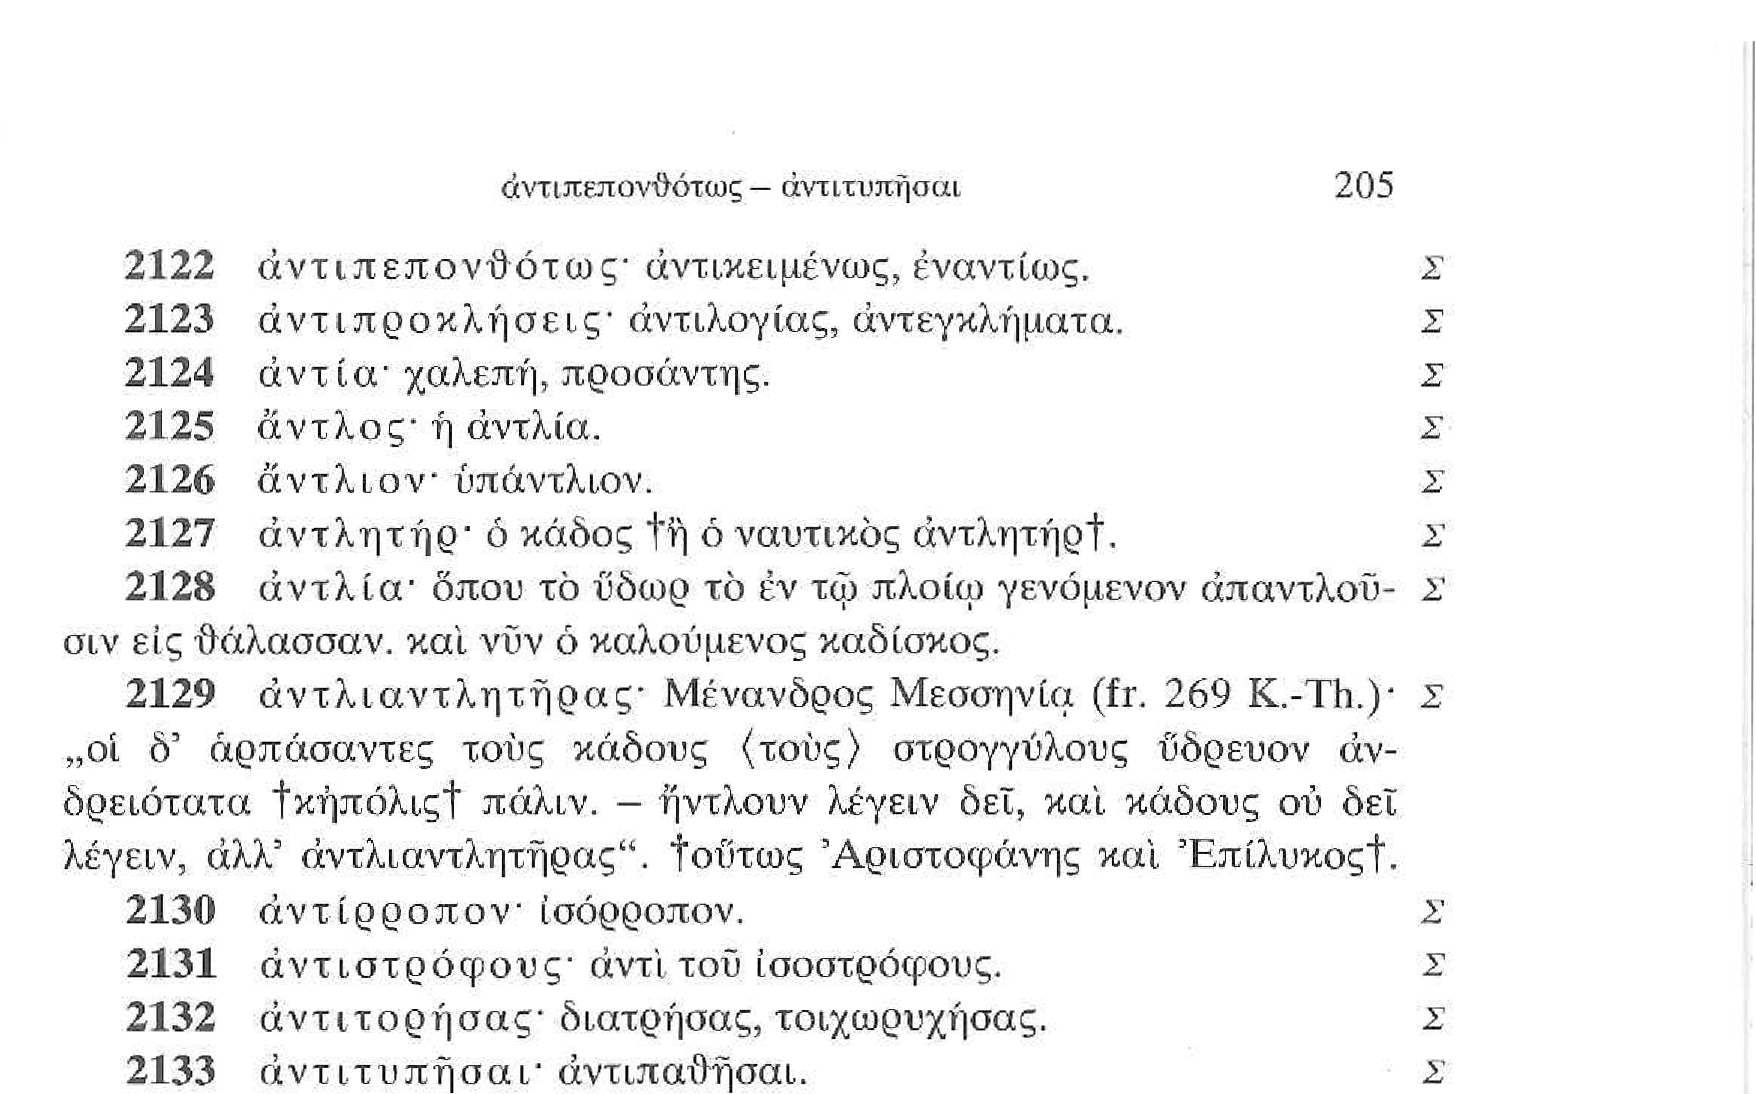 ἀντιπεπονθότως – ἀντιτυπῆσαι 205
2122 ἀντιπεπονθότως· ἀντικειμένως, ἐναντίως. Σ
2123 ἀντιπροκλήσεις· ἀντιλογίας, ἀντεγκλήματα. Σ
2124 ἀντία· χαλεπή, προσάντης. Σ
2125 ἄντλος· ἡ ἀντλία. Σ
2126 ἄντλιον· ὑπάντλιον. Σ
2127 ἀντλητήρ· ὁ κάδος †ἢ ὁ ναυτικὸς ἀντλητήρ†. Σ
2128 ἀντλία· ὅπου τὸ ὕδωρ τὸ ἐν τῷ πλοίῳ γενόμενον ἀπαντλοῦ- Σ
σιν εἰς θάλασσαν. καὶ νῦν ὁ καλούμενος καδίσκος.
2129 ἀντλιαντλητῆρας· Μένανδρος Μεσσηνίᾳ (fr. 269 K.-Th.)· Σ
„οἱ δ’ ἁρπάσαντες τοὺς κάδους ⟨τοὺς⟩ στρογγύλους ὕδρευον ἀν-
δρειότατα †κἠπόλις† πάλιν. – ἤντλουν λέγειν δεῖ, καὶ κάδους οὐ δεῖ
λέγειν, ἀλλ’ ἀντλιαντλητῆρας“. †οὕτως Ἀριστοφάνης καὶ Ἐπίλυκος†.
2130 ἀντίρροπον· ἰσόρροπον. Σ
2131 ἀντιστρόφους· ἀντὶ τοῦ ἰσοστρόφους. Σ
2132 ἀντιτορήσας· διατρήσας, τοιχωρυχήσας. Σ
2133 ἀντιτυπῆσαι· ἀντιπαθῆσαι. Σ